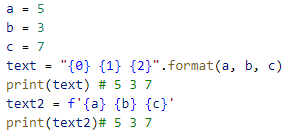 a = 5
b = 3
c = 7
text = "{0} {1} {2}".format(a, b, c)
print(text) # 5 3 7
text2 = f'{a} {b} {c}'
print(text2)# 5 3 7